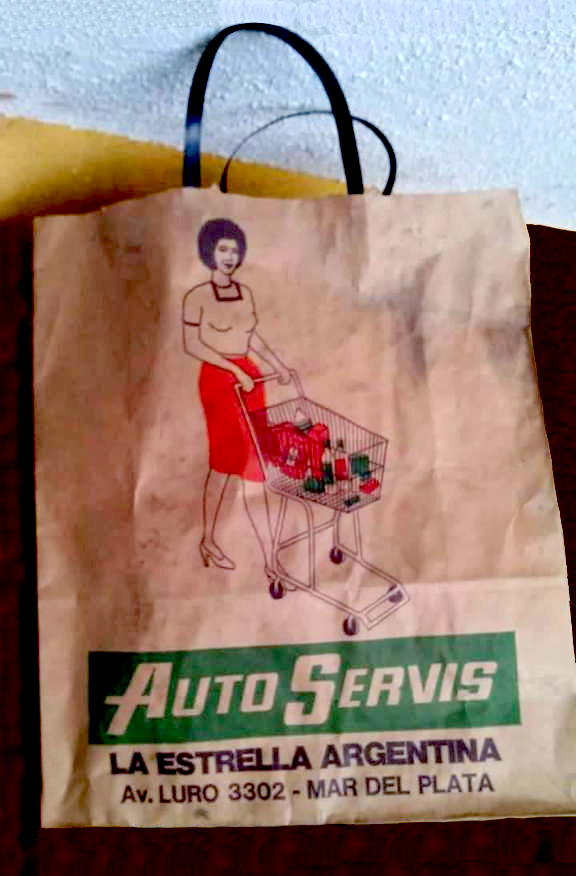 AUTO SERVIS
LA ESTRELLA ARGENTINA
Av. LURO 3302 - MAR DEL PLATA